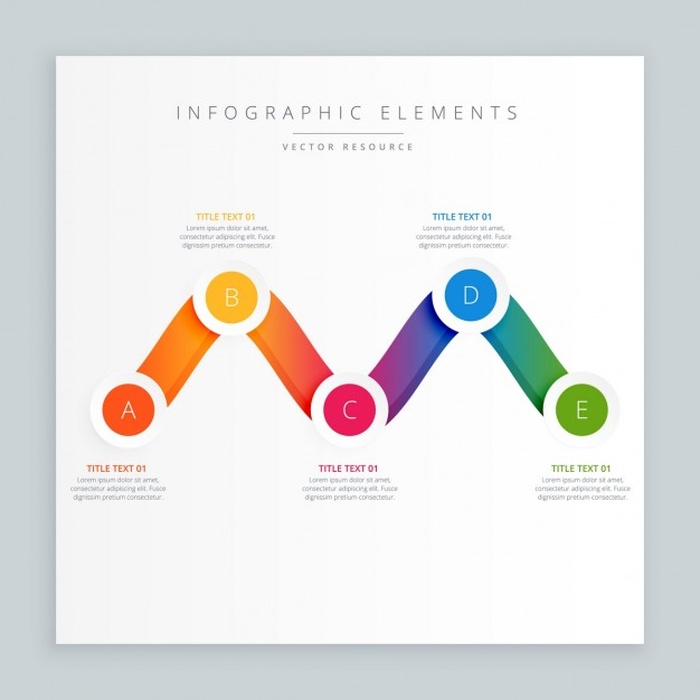 INFOGRAPHIC ELEMENTS
VECTOR RESOURCE
TITLE TEXT 01
Lorem ipsum dolor sit amet,
consectetur adipiscing elit. Fusce
dignissim pretium consectetur.
B
TITLE TEXT 01
Lorem ipsum dolor sit amet,
consectetur adipiscing elit. Fusce
dignissim pretium consectetur.
D
A
TITLE TEXT 01
Lorem ipsum dolor sit amet,
consectetur adipiscing elit. Fusce
dignissim pretium consectetur.
C
TITLE TEXT 01
Lorem ipsum dolor sit amet,
consectetur adipiscing elit. Fusce
dignissim pretium consectetur.
E
TITLE TEXT 01
Lorem ipsum dolor sit amet,
consectetur adipiscing elit. Fusce
dignissim pretium consectetur.